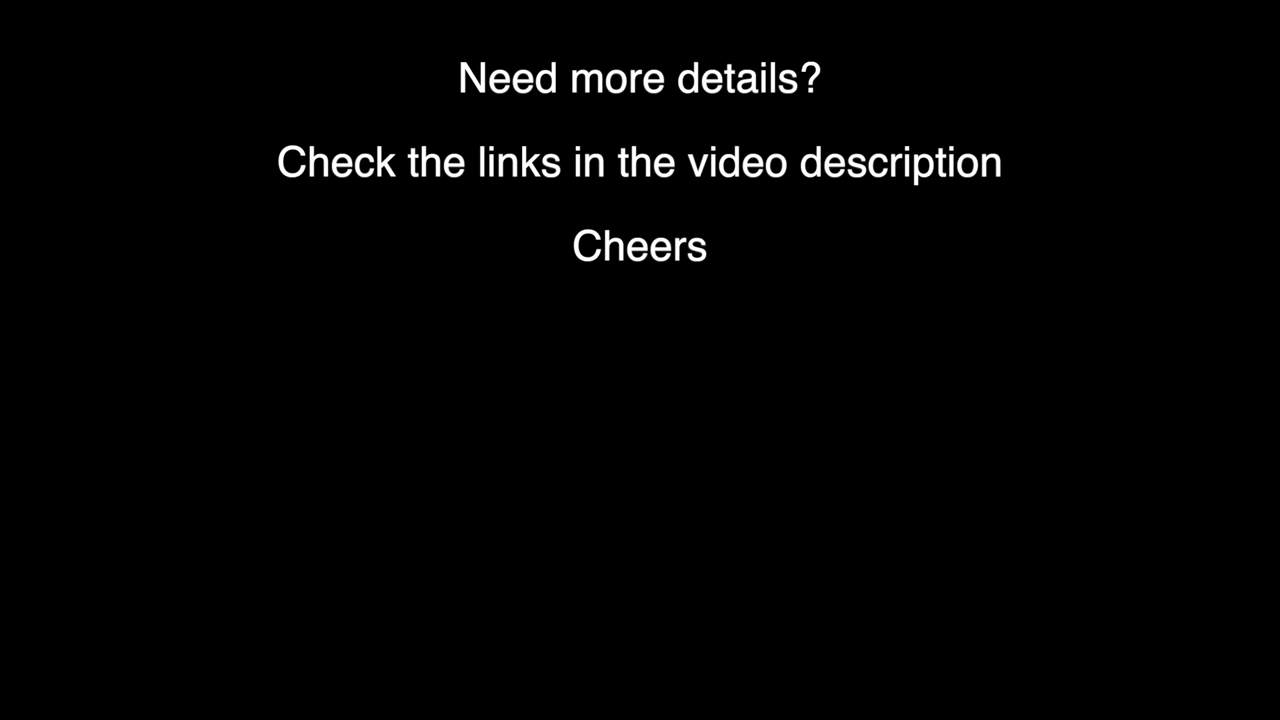 Need more details?
Check the links in the video description
Cheers